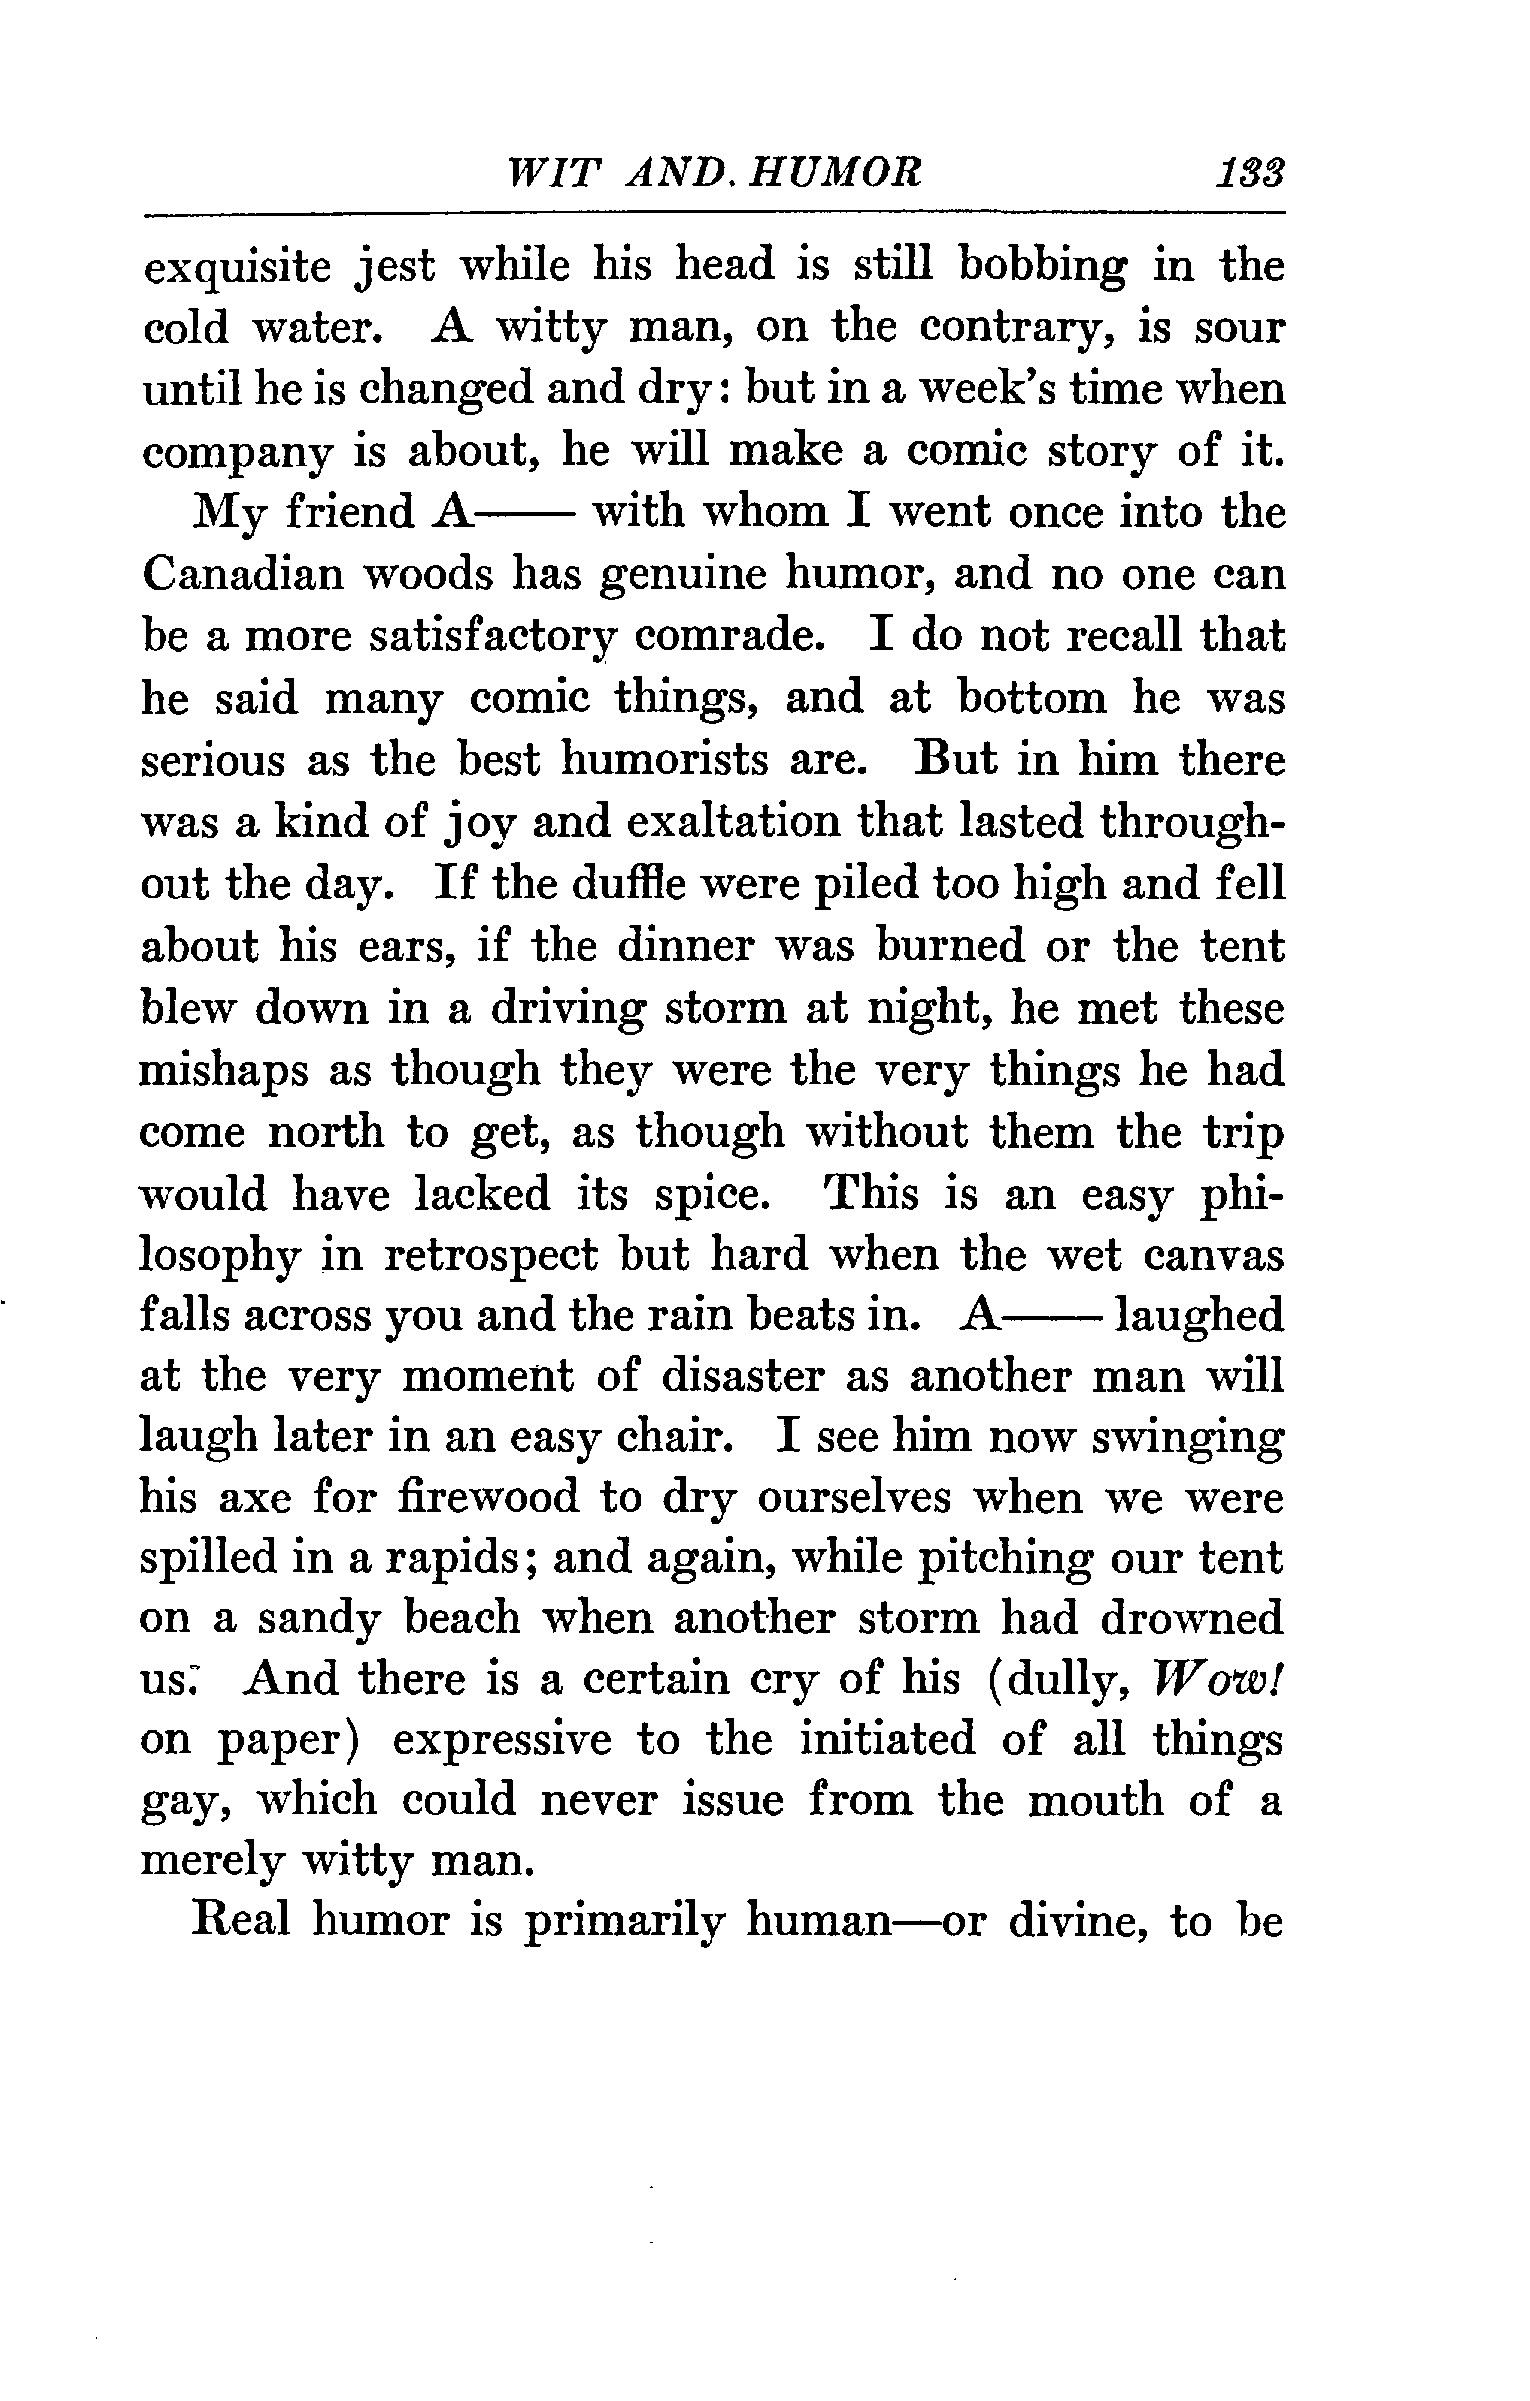 WIT AND. HUMOR 133
exquisite jest while his head is still bobbing in the
cold water. A witty man, on the contrary, is sour
until he is changed and dry: but in a week's time when
company is about, he will make a comic story of it.
My friend A—— with whom I went once into the
Canadian woods has genuine humor, and no one can
be a more satisfactory comrade. I do not recall that
he said many comic things, and at bottom he was
serious as the best humorists are. But in him there
was a kind of joy and exaltation that lasted through-
out the day. If the duffle were piled too high and fell
about his ears, if the dinner was burned or the tent
blew down in a driving storm at night, he met these
mishaps as though they were the very things he had
come north to get, as though without them the trip
would have lacked its spice. This is an easy phi-
losophy in retrospect but hard when the wet canvas
falls across you and the rain beats in. A—— laughed
at the very moment of disaster as another man will
laugh later in an easy chair. I see him now swinging
his axe for firewood to dry ourselves when we were
spilled in a rapids; and again, while pitching our tent
on a sandy beach when another storm had drowned
us. And there is a certain cry of his (dully, Wow!
on paper) expressive to the initiated of all things
gay, which could never issue from the mouth of a
merely witty man.
Real humor is primarily human—or divine, to be